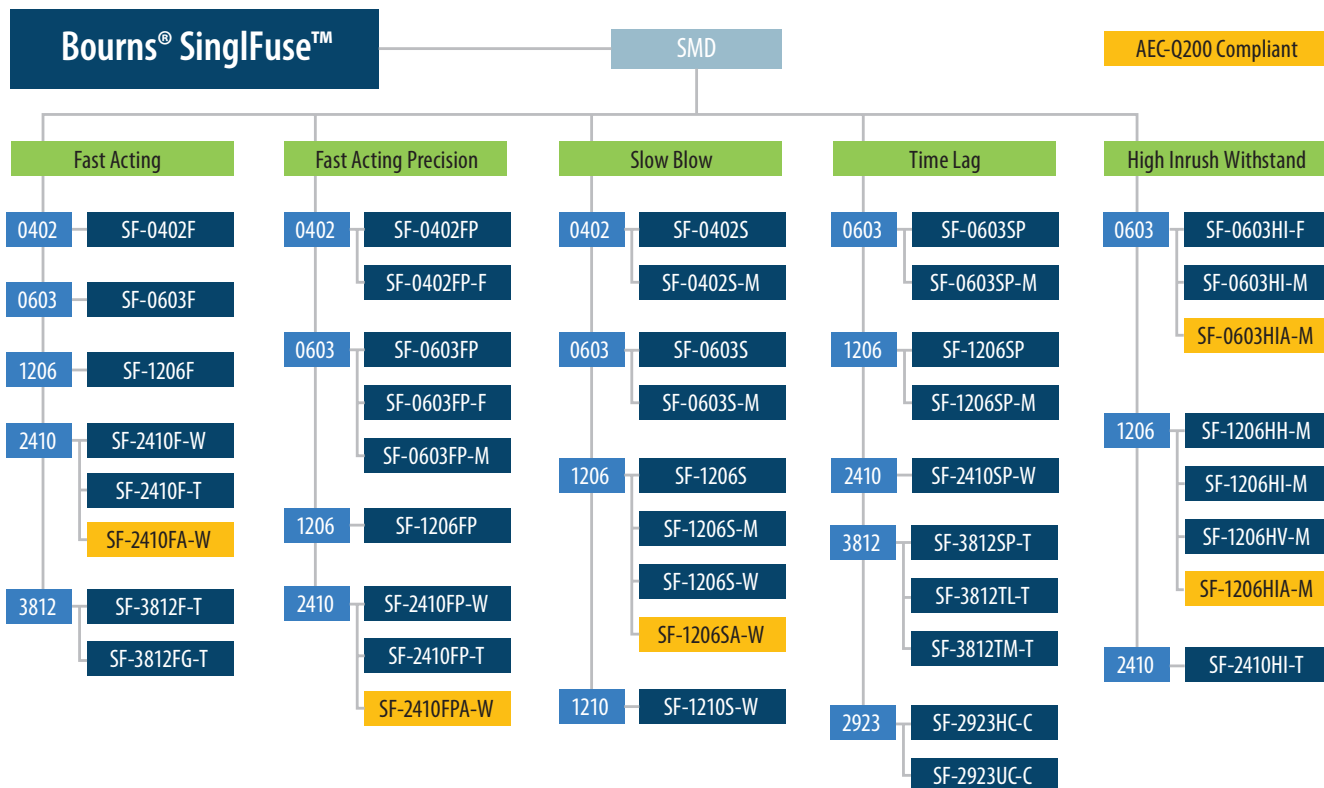 Bourns® SinglFuse™
SMD
AEC-Q200 Compliant
Fast Acting
0402
SF-0402F
0603
SF-0603F
1206
SF-1206F
2410
SF-2410F-W
SF-2410F-T
SF-2410FA-W
3812
SF-3812F-T
SF-3812FG-T
Fast Acting Precision
0402
SF-0402FP
SF-0402FP-F
0603
SF-0603FP
SF-0603FP-F
SF-0603FP-M
1206
SF-1206FP
2410
SF-2410FP-W
SF-2410FP-T
SF-2410FPA-W
Slow Blow
0402
SF-0402S
SF-0402S-M
0603
SF-0603S
SF-0603S-M
1206
SF-1206S
SF-1206S-M
SF-1206S-W
SF-1206SA-W
1210
SF-1210S-W
Time Lag
0603
SF-0603SP
SF-0603SP-M
1206
SF-1206SP
SF-1206SP-M
2410
SF-2410SP-W
3812
SF-3812SP-T
SF-3812TL-T
SF-3812TM-T
2923
SF-2923HC-C
SF-2923UC-C
High Inrush Withstand
0603
SF-0603HI-F
SF-0603HI-M
SF-0603HIA-M
1206
SF-1206HH-M
SF-1206HI-M
SF-1206HV-M
SF-1206HIA-M
2410
SF-2410HI-T